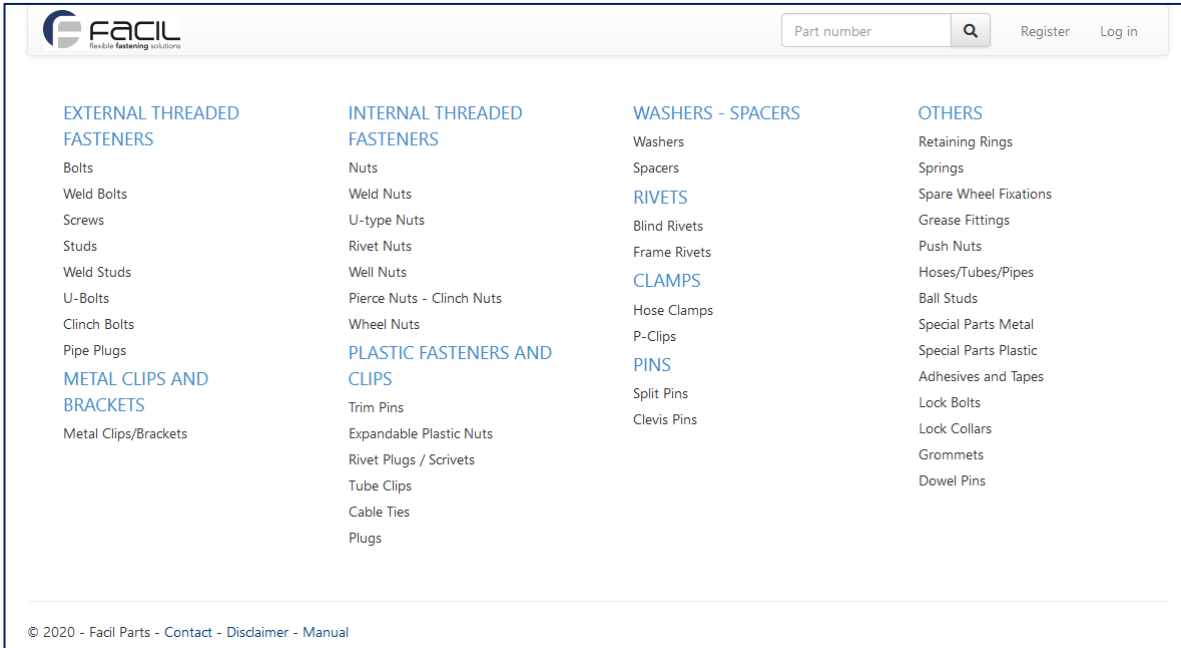 FACIL
flexible fastening solutions
Part number
Register
Log in
EXTERNAL THREADED
FASTENERS
Bolts
Weld Bolts
Screws
Studs
Weld Studs
U-Bolts
Clinch Bolts
Pipe Plugs
METAL CLIPS AND
BRACKETS
Metal Clips/Brackets
INTERNAL THREADED
FASTENERS
Nuts
Weld Nuts
U-type Nuts
Rivet Nuts
Well Nuts
Pierce Nuts - Clinch Nuts
Wheel Nuts
PLASTIC FASTENERS AND
CLIPS
Trim Pins
Expandable Plastic Nuts
Rivet Plugs / Scrivets
Tube Clips
Cable Ties
Plugs
WASHERS - SPACERS
Washers
Spacers
RIVETS
Blind Rivets
Frame Rivets
CLAMPS
Hose Clamps
P-Clips
PINS
Split Pins
Clevis Pins
OTHERS
Retaining Rings
Springs
Spare Wheel Fixations
Grease Fittings
Push Nuts
Hoses/Tubes/Pipes
Ball Studs
Special Parts Metal
Special Parts Plastic
Adhesives and Tapes
Lock Bolts
Lock Collars
Grommets
Dowel Pins
© 2020 - Facil Parts - Contact - Disclaimer - Manual